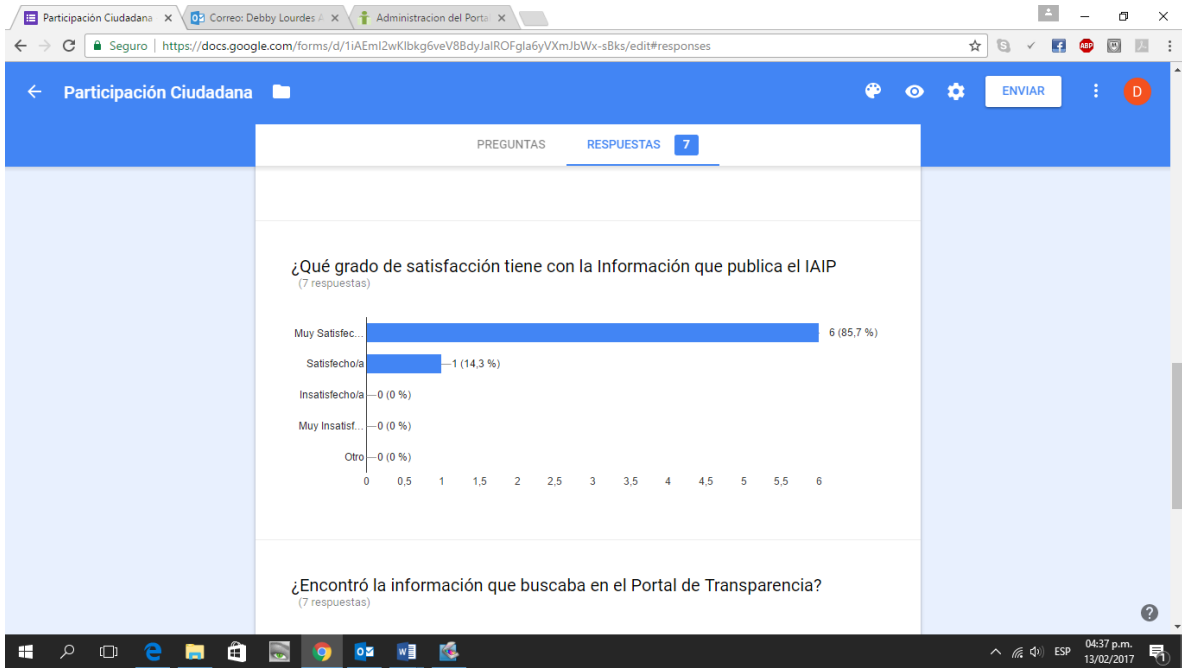 Participación Ciudadana
Correo: Debby Lourdes A
Administracion del Porta
Seguro
https://docs.google.com/forms/d/1iAEmI2wKlbkg6veV8BdyJalROFgla6yVXmJbWx-sBks/edit#responses
Participación Ciudadana
ENVIAR
D
PREGUNTAS
RESPUESTAS 7
¿Qué grado de satisfacción tiene con la Información que publica el IAIP
(7 respuestas)
Muy Satisfec...
6 (85,7 %)
Satisfecho/a
1 (14,3 %)
Insatisfecho/a
0 (0 %)
Muy Insatisf...
0 (0 %)
Otro
0 (0 %)
0 0,5 1 1,5 2 2,5 3 3,5 4 4,5 5 5,5 6
¿Encontró la información que buscaba en el Portal de Transparencia?
(7 respuestas)
ESP
04:37 p.m.
13/02/2017